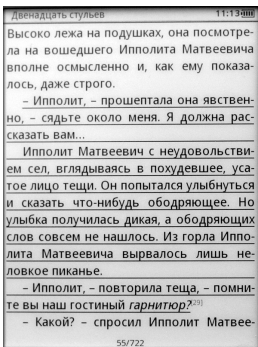 Двенадцать стульев 11:13
Высоко лежа на подушках, она посмотре-
ла на вошедшего Ипполита Матвеевича
вполне осмысленно и, как ему показа-
лось, даже строго.
– Ипполит, – прошептала она явствен-
но, – сядьте около меня. Я должна рас-
сказать вам...
Ипполит Матвеевич с неудовольстви-
ем сел, вглядываясь в похудевшее, уса-
тое лицо тещи. Он попытался улыбнуться
и сказать что-нибудь ободряющее. Но
улыбка получилась дикая, а ободряющих
слов совсем не нашлось. Из горла Иппо-
лита Матвеевича вырвалось лишь не-
ловкое пиканье.
– Ипполит, – повторила теща, – помни-
те вы наш гостиный гарнитюр?[29]
– Какой? – спросил Ипполит Матвее-
55/722